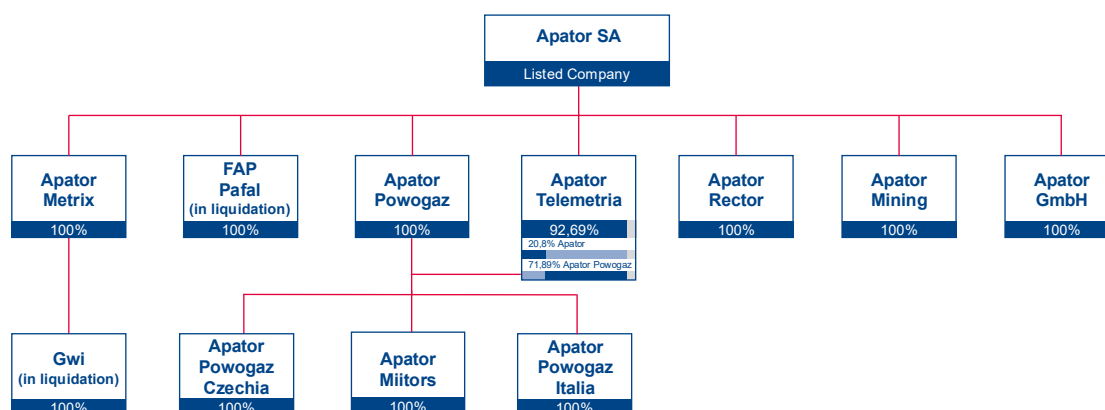 Apator SA
Listed Company
Apator
Metrix
100%
FAP
Pafal
(in liquidation)
100%
Apator
Powogaz
100%
Apator
Telemetria
92,69%
20,8% Apator
71,89% Apator Powogaz
Apator
Rector
100%
Apator
Mining
100%
Apator
GmbH
100%
Gwi
(in liquidation)
100%
Apator
Powogaz
Czechia
100%
Apator
Miitors
100%
Apator
Powogaz
Italia
100%